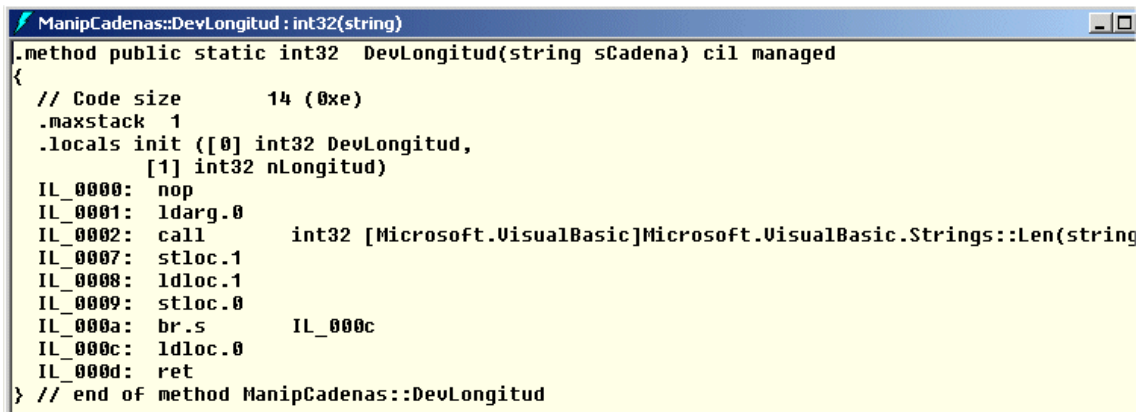 ManipCadenas::DevLongitud : int32(string)
.method public static int32  DevLongitud(string sCadena) cil managed
{
  // Code size       14 (0xe)
  .maxstack  1
  .locals init ([0] int32 DevLongitud,
           [1] int32 nLongitud)
  IL_0000:  nop
  IL_0001:  ldarg.0
  IL_0002:  call       int32 [Microsoft.VisualBasic]Microsoft.VisualBasic.Strings::Len(string
  IL_0007:  stloc.1
  IL_0008:  ldloc.1
  IL_0009:  stloc.0
  IL_000a:  br.s       IL_000c
  IL_000c:  ldloc.0
  IL_000d:  ret
} // end of method ManipCadenas::DevLongitud